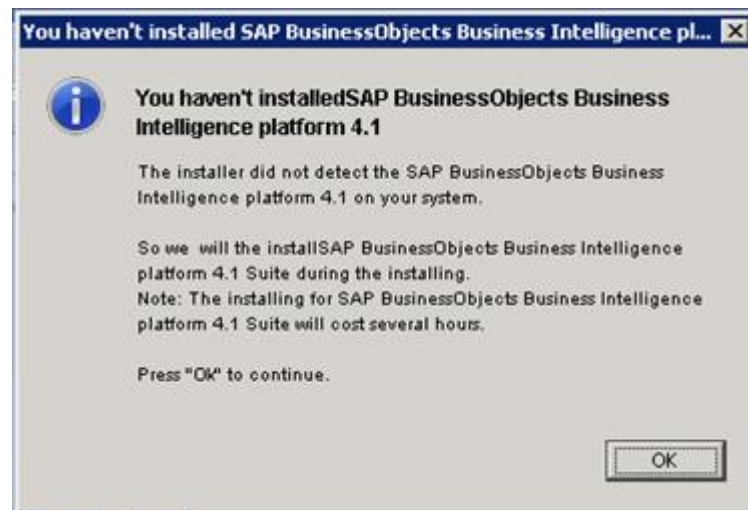 You haven't installed SAP BusinessObjects Business Intelligence pl...
You haven't installedSAP BusinessObjects Business
Intelligence platform 4.1
The installer did not detect the SAP BusinessObjects Business
Intelligence platform 4.1 on your system.
So we will the installSAP BusinessObjects Business Intelligence
platform 4.1 Suite during the installing.
Note: The installing for SAP BusinessObjects Business Intelligence
platform 4.1 Suite will cost several hours.
Press "Ok" to continue.
OK